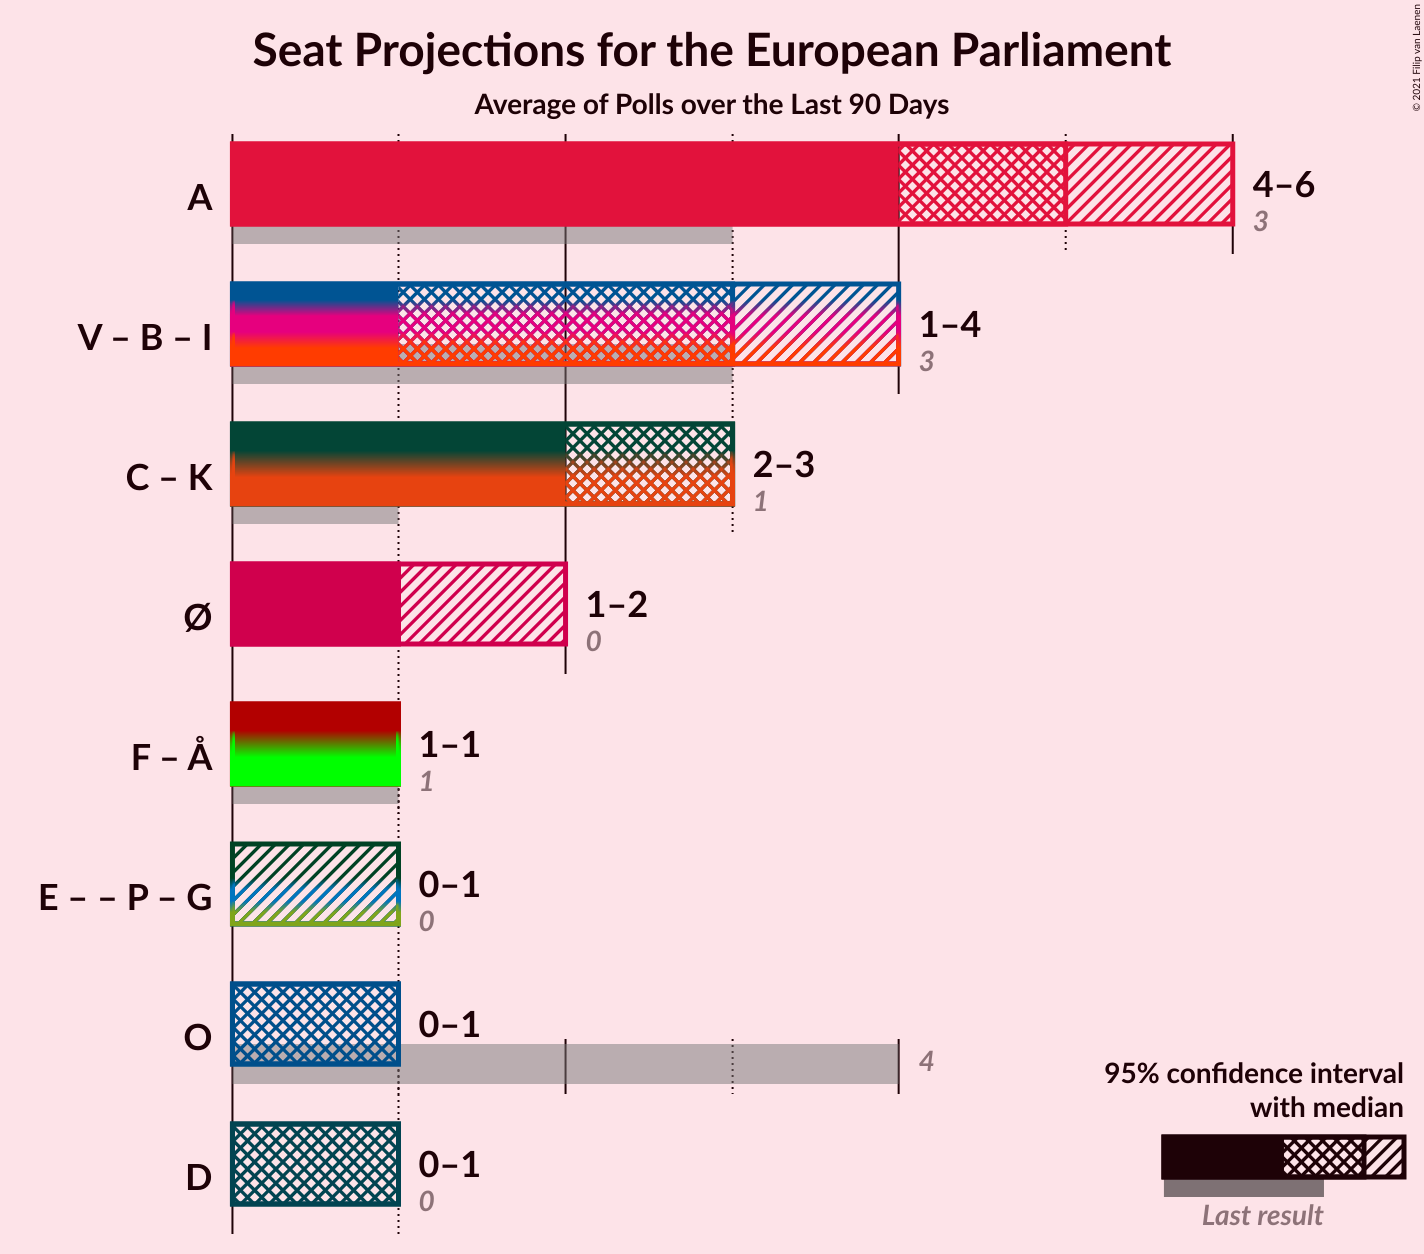 Seat Projections for the European Parliament
Average of Polls over the Last 90 Days
© 2021 Filip van Laenen
A
4–6
3
V – B – I
1–4
3
C – K
2–3
1
Ø
1–2
0
F – Å
1–1
1
E – – P – G
0–1
0
O
0–1
4
D
0–1
0
95% confidence interval
with median
Last result